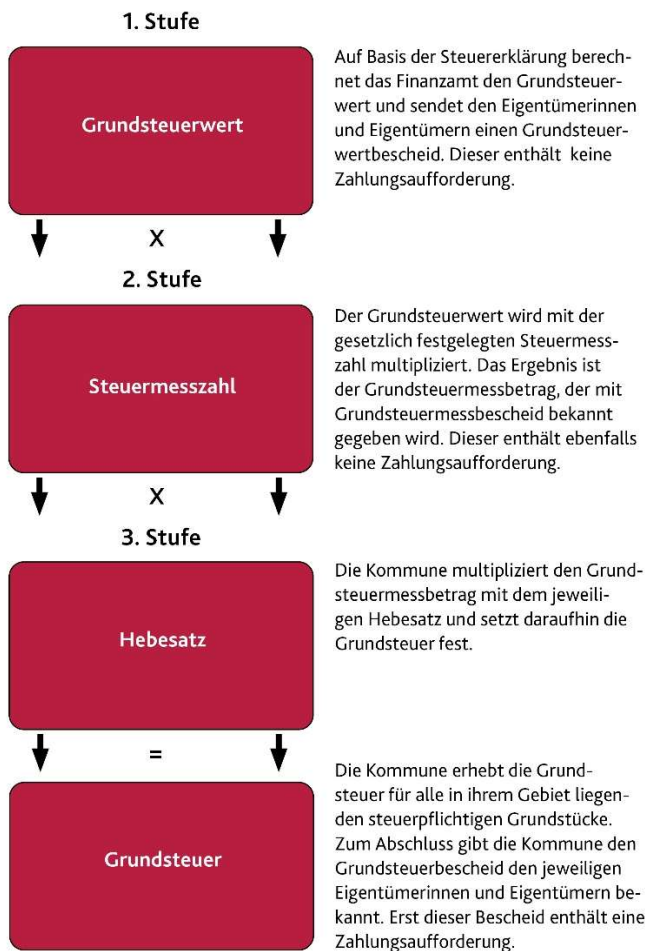 1. Stufe
Grundsteuerwert
Auf Basis der Steuererklärung berech-
net das Finanzamt den Grundsteuer-
wert und sendet den Eigentümerinnen
und Eigentümern einen Grundsteuer-
wertbescheid. Dieser enthält keine
Zahlungsaufforderung.
X
2. Stufe
Steuermesszahl
Der Grundsteuerwert wird mit der
gesetzlich festgelegten Steuermess-
zahl multipliziert. Das Ergebnis ist
der Grundsteuermessbetrag, der mit
Grundsteuermessbescheid bekannt
gegeben wird. Dieser enthält ebenfalls
keine Zahlungsaufforderung.
X
3. Stufe
Hebesatz
Die Kommune multipliziert den Grund-
steuermessbetrag mit dem jeweili-
gen Hebesatz und setzt daraufhin die
Grundsteuer fest.
=
Grundsteuer
Die Kommune erhebt die Grund-
steuer für alle in ihrem Gebiet liegen-
den steuerpflichtigen Grundstücke.
Zum Abschluss gibt die Kommune den
Grundsteuerbescheid den jeweiligen
Eigentümerinnen und Eigentümern be-
kannt. Erst dieser Bescheid enthält eine
Zahlungsaufforderung.